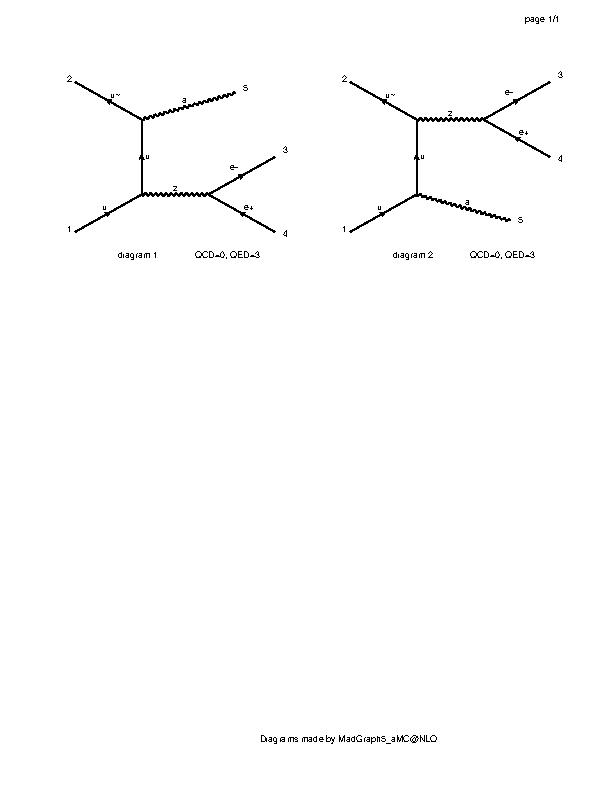 page 1/1
2
u~
a
5
u
e-
3
z
u
e+
1
4
diagram 1 QCD=0, QED=3
2
u~
3
e-
z
e+
u
4
a
u
5
1
diagram 2 QCD=0, QED=3
Diagrams made by MadGraph5_aMC@NLO